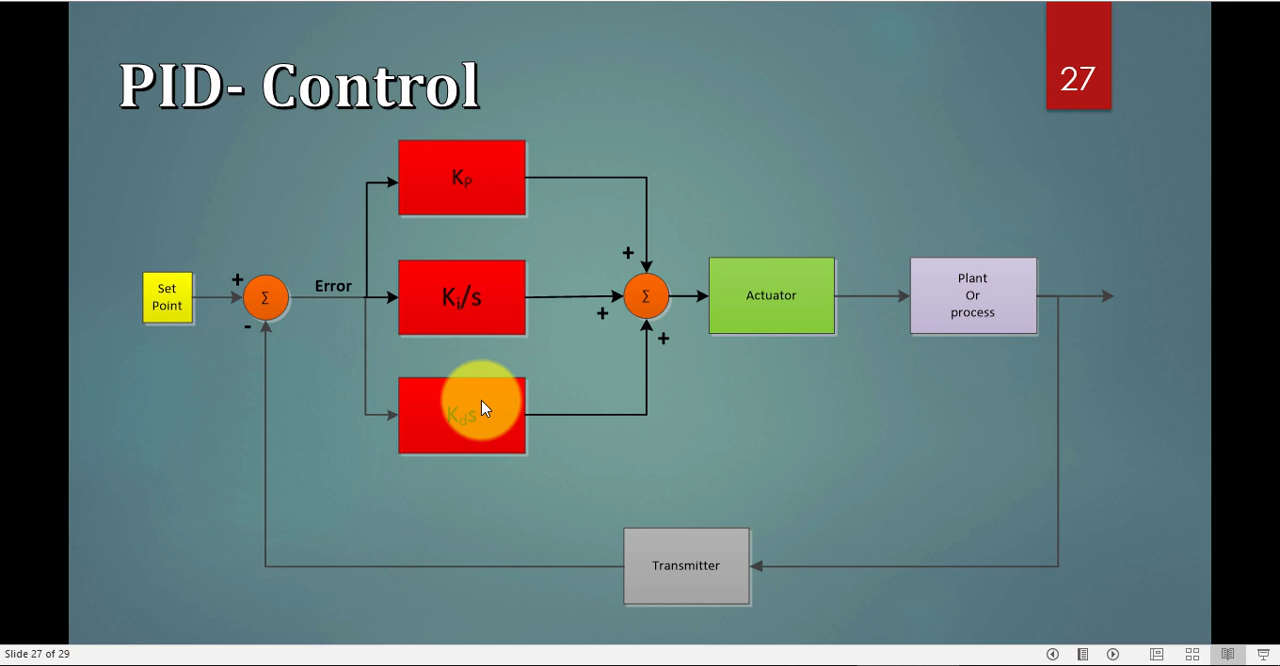 PID- Control
27
KP
+
Set
Point
+
Σ
-
Error
Ki/s
+
Σ
+
Actuator
Plant
Or
process
Kds
Transmitter
Slide 27 of 29